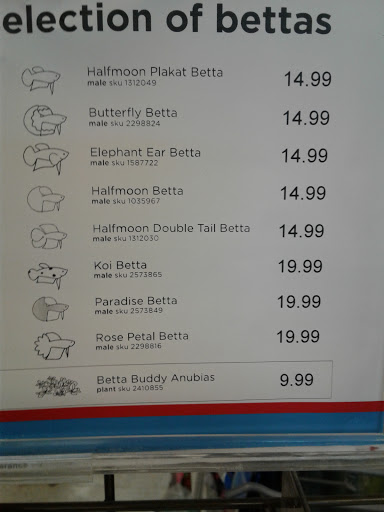 election of bettas
Halfmoon Plakat Betta 14.99
male sku 1312049
Butterfly Betta 14.99
male sku 2298824
Elephant Ear Betta 14.99
male sku 1587722
Halfmoon Betta 14.99
male sku 1035967
Halfmoon Double Tail Betta 14.99
male sku 1312030
Koi Betta 19.99
male sku 2573865
Paradise Betta 19.99
male sku 2573849
Rose Petal Betta 19.99
male sku 2298816
Betta Buddy Anubias 9.99
plant sku 2410855